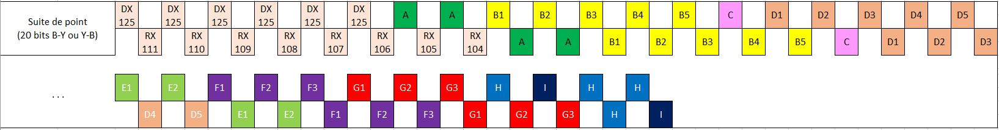 Suite de point
(20 bits B-Y ou Y-B)
DX DX DX DX DX DX
125 125 125 125 125 125 A A B1 B2 B3 B4 B5 C D1 D2 D3 D4 D5
RX RX RX RX RX RX RX RX
111 110 109 108 107 106 105 104 A A B1 B2 B3 B4 B5 C D1 D2 D3
. . .
E1 E2 F1 F2 F3 G1 G2 G3 H I H H
D4 D5 E1 E2 F1 F2 F3 G1 G2 G3 H I